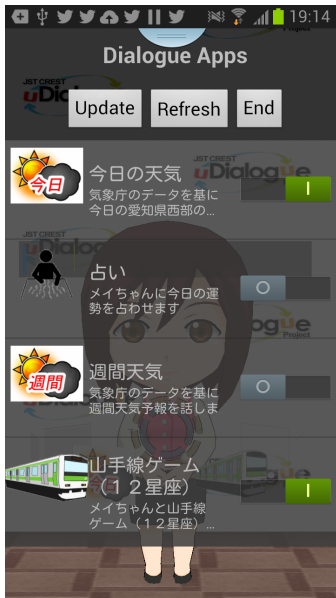 19:14
Dialogue Apps
Update
Refresh
End
JST CREST
uDialogue
Project
今日
今日の天気
気象庁のデータを基に
今日の愛知県西部の...
占い
メイちゃんに今日の運
勢を占わせます
週間
週間天気
気象庁のデータを基に
週間天気予報を話しま
山手線ゲーム
（１２星座）
メイちゃんと山手線
ゲーム（１２星座）...